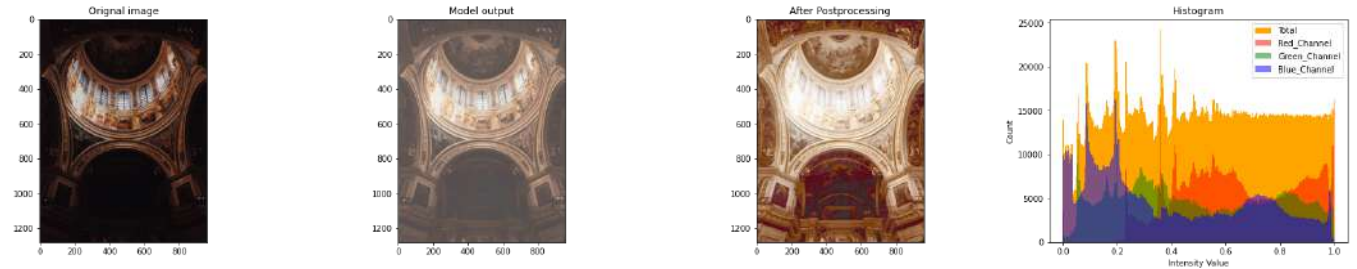 Orignal image
0
200
400
600
800
1000
1200
0 200 400 600 800
Model output
0
200
400
600
800
1000
1200
0 200 400 600 800
After Postprocessing
0
200
400
600
800
1000
1200
0 200 400 600 800
Histogram
Count
25000
20000
15000
10000
5000
0
Total
Red_Channel
Green_Channel
Blue_Channel
0.0 0.2 0.4 0.6 0.8 1.0
Intensity Value